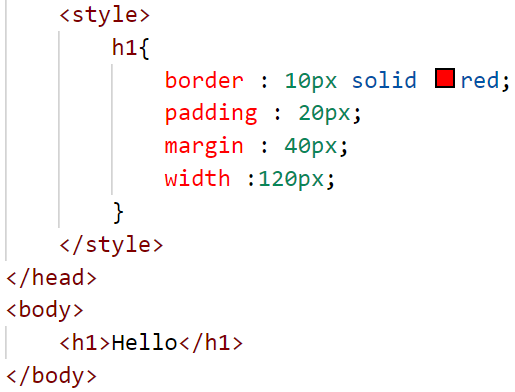 <style>
h1{
border : 10px solid red;
padding : 20px;
margin : 40px;
width :120px;
}
</style>
</head>
<body>
<h1>Hello</h1>
</body>